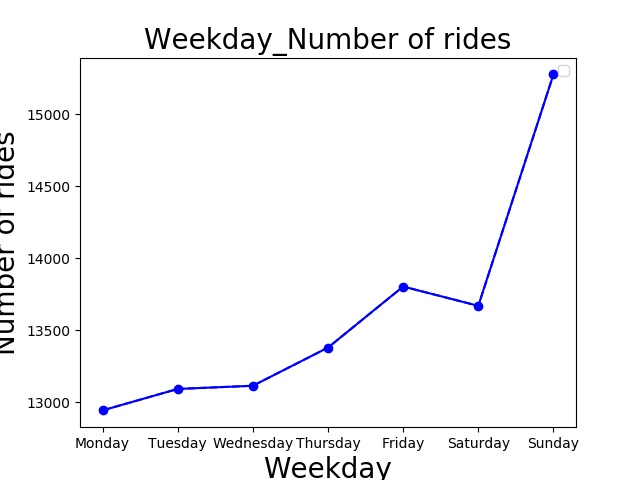 Weekday_Number of rides
Number of rides
15000
14500
14000
13500
13000
Monday Tuesday Wednesday Thursday Friday Saturday Sunday
Weekday